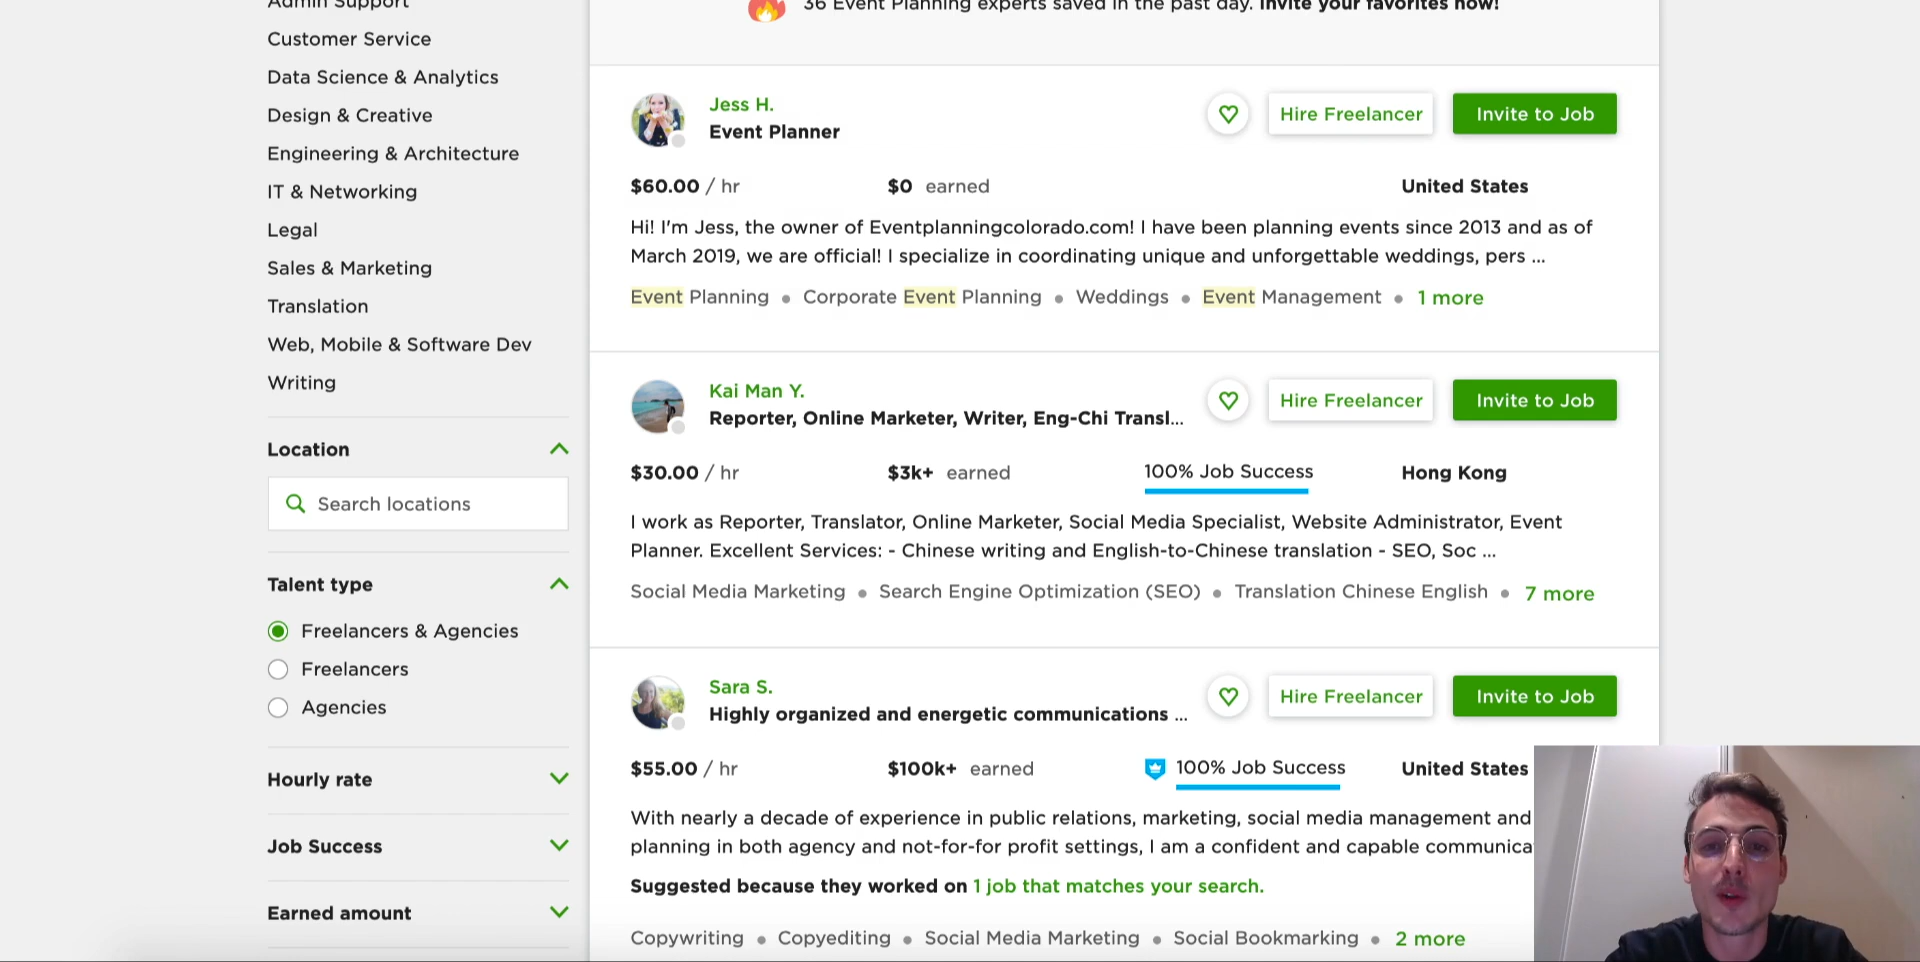 Admin Support
Customer Service
Data Science & Analytics
Design & Creative
Engineering & Architecture
IT & Networking
Legal
Sales & Marketing
Translation
Web, Mobile & Software Dev
Writing
Location
Search locations
Talent type
Freelancers & Agencies
Freelancers
Agencies
Hourly rate
Job Success
Earned amount
36 Event Planning experts saved in the past day. Invite your favorites now!
Jess H.
Event Planner
Hire Freelancer
Invite to Job
$60.00 / hr
$0 earned
United States
Hi! I'm Jess, the owner of Eventplanningcolorado.com! I have been planning events since 2013 and as of
March 2019, we are official! I specialize in coordinating unique and unforgettable weddings, pers ...
Event Planning • Corporate Event Planning • Weddings • Event Management • 1 more
Kai Man Y.
Reporter, Online Marketer, Writer, Eng-Chi Transl...
Hire Freelancer
Invite to Job
$30.00 / hr
$3k+ earned
100% Job Success
Hong Kong
I work as Reporter, Translator, Online Marketer, Social Media Specialist, Website Administrator, Event
Planner. Excellent Services: - Chinese writing and English-to-Chinese translation - SEO, Soc ...
Social Media Marketing • Search Engine Optimization (SEO) • Translation Chinese English • 7 more
Sara S.
Highly organized and energetic communications ...
Hire Freelancer
Invite to Job
$55.00 / hr
$100k+ earned
100% Job Success
United States
With nearly a decade of experience in public relations, marketing, social media management and
planning in both agency and not-for-for profit settings, I am a confident and capable communica
Suggested because they worked on 1 job that matches your search.
Copywriting • Copyediting • Social Media Marketing • Social Bookmarking • 2 more